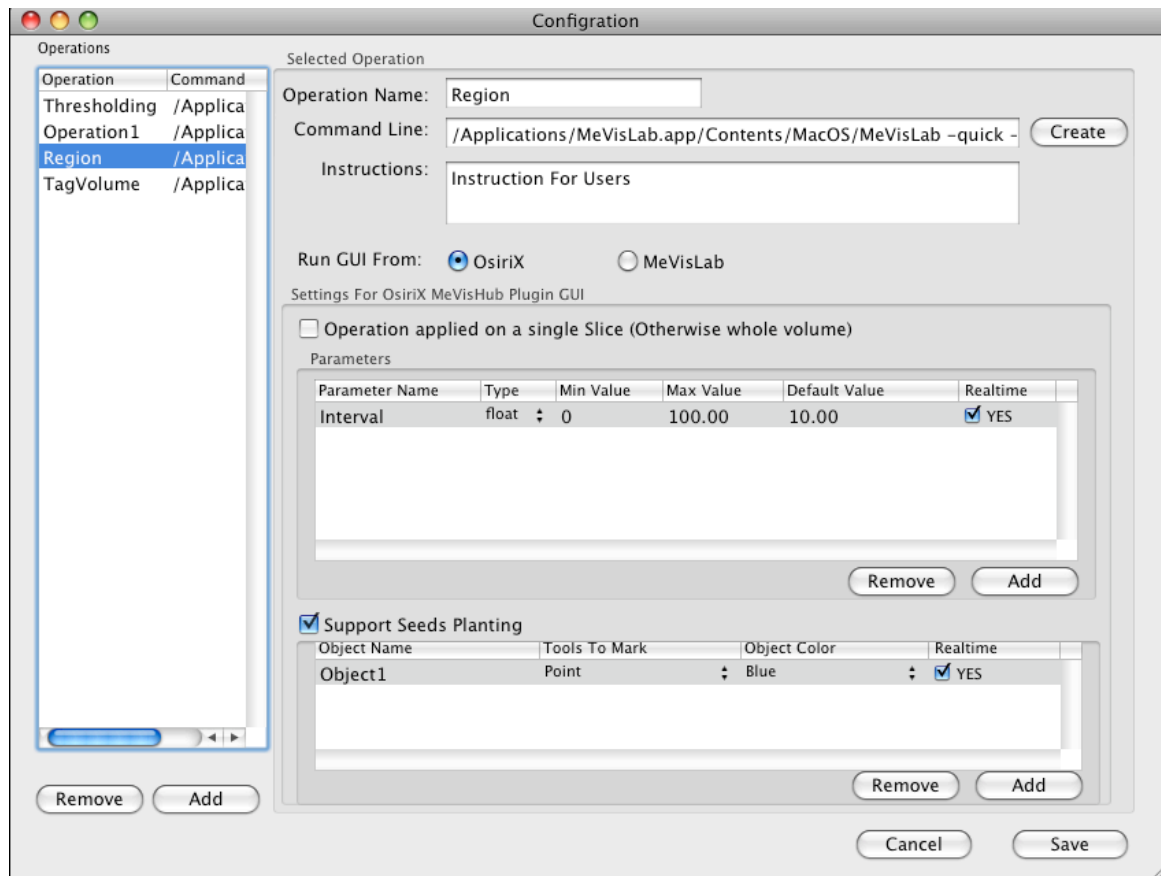 Configration
Operations
Operation Command
Thresholding /Applica
Operation1 /Applica
Region /Applica
TagVolume /Applica
Remove Add
Selected Operation
Operation Name: Region
Command Line: /Applications/MeVisLab.app/Contents/MacOS/MeVisLab -quick - Create
Instructions: Instruction For Users
Run GUI From: OsiriX MeVisLab
Settings For OsiriX MeVisHub Plugin GUI
Operation applied on a single Slice (Otherwise whole volume)
Parameters
Parameter Name Type Min Value Max Value Default Value Realtime
Interval float 0 100.00 10.00 YES
Remove Add
Support Seeds Planting
Object Name Tools To Mark Object Color Realtime
Object1 Point Blue YES
Remove Add
Cancel Save